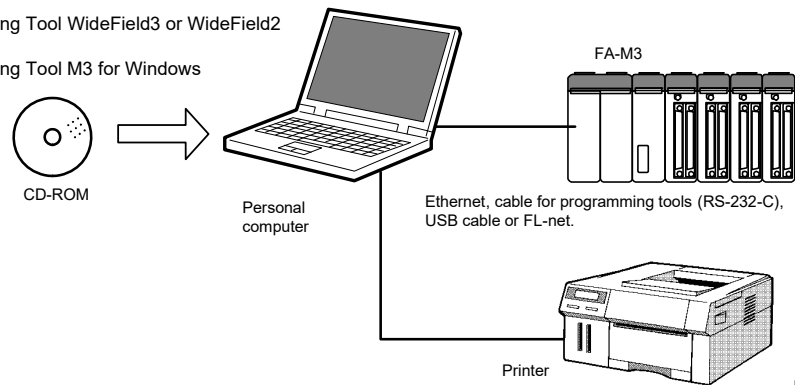 ng Tool WideField3 or WideField2
ng Tool M3 for Windows
FA-M3
CD-ROM
Personal
computer
Ethernet, cable for programming tools (RS-232-C),
USB cable or FL-net.
Printer